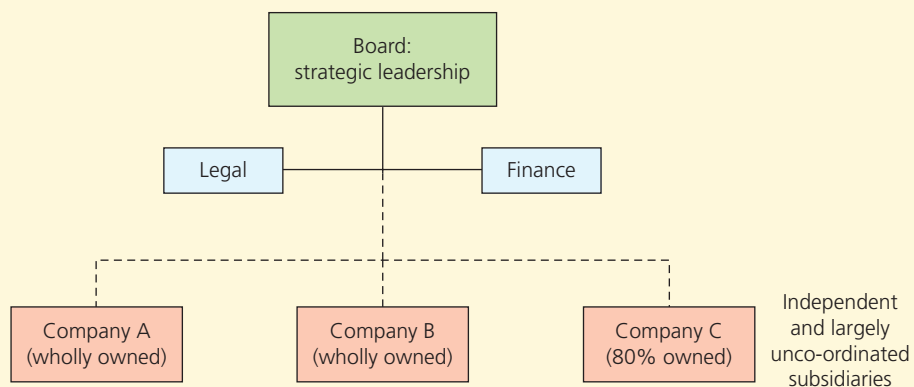 Board:
strategic leadership
Legal
Finance
Company A
(wholly owned)
Company B
(wholly owned)
Company C
(80% owned)
Independent
and largely
unco-ordinated
subsidiaries